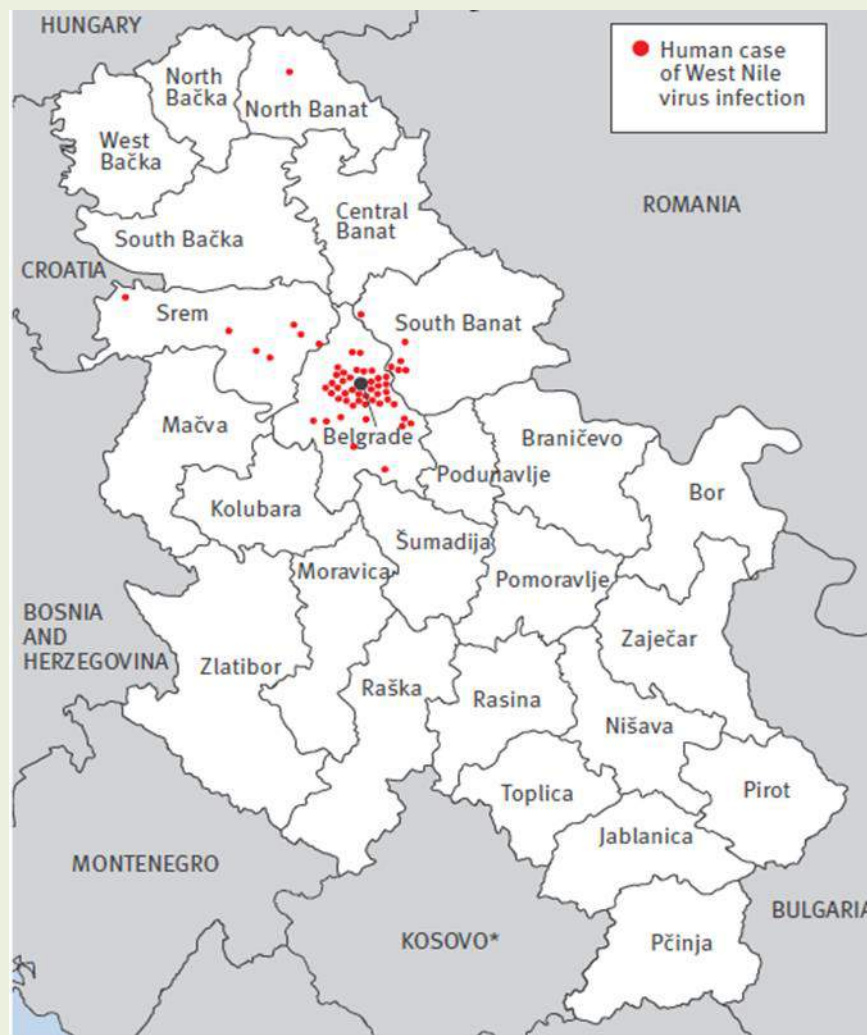 HUNGARY
Human case
of West Nile
virus infection
North
Bačka
North Banat
West
Bačka
ROMANIA
Central
Banat
South Bačka
CROATIA
Srem
South Banat
Mačva
Belgrade
Braničevo
Podunavlje
Bor
Kolubara
Šumadija
Moravica
Pomoravlje
BOSNIA
AND
HERZEGOVINA
Zaječar
Zlatibor
Raška
Rasina
Nišava
Toplica
Pirot
Jablanica
MONTENEGRO
BULGARIA
KOSOVO*
Pčinja